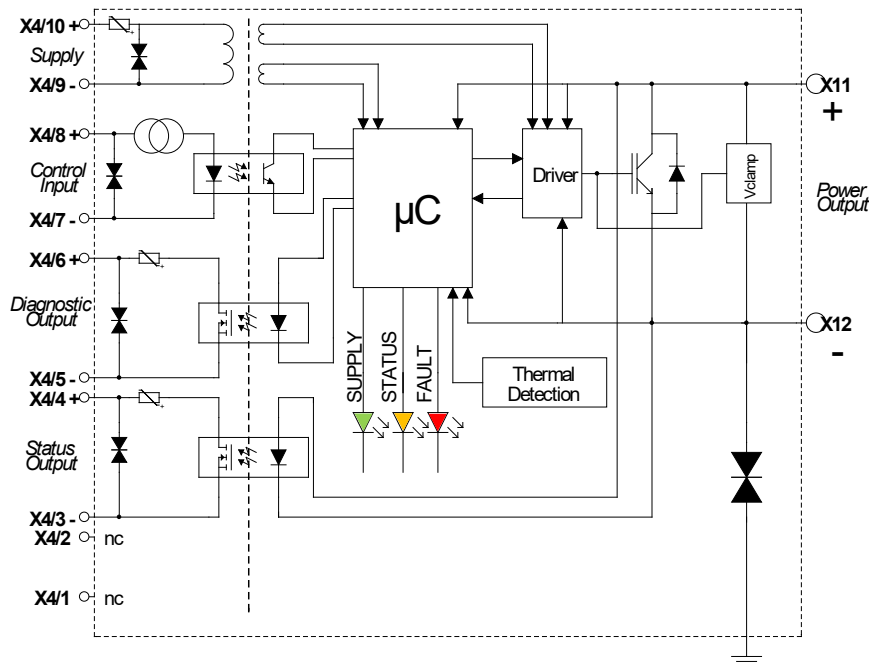 X4/10 +
Supply
X4/9 -
X4/8 +
Control
Input
X4/7 -
X4/6 +
Diagnostic
Output
X4/5 -
X4/4 +
Status
Output
X4/3 -
X4/2 nc
X4/1 nc
µC
Driver
Vclamp
X11
+
Power
Output
X12
-
SUPPLY
STATUS
FAULT
Thermal
Detection